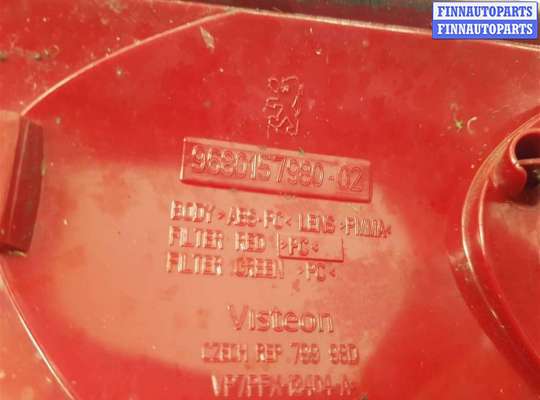 FINNAUTOPARTS
FINNAUTOPARTS
9680157980-02
BODY >ABS-PC< LENS >PMMA<
FILTER RED >PC<
FILTER GREEN >PC<
Visteon
CZECH REP 799 98D